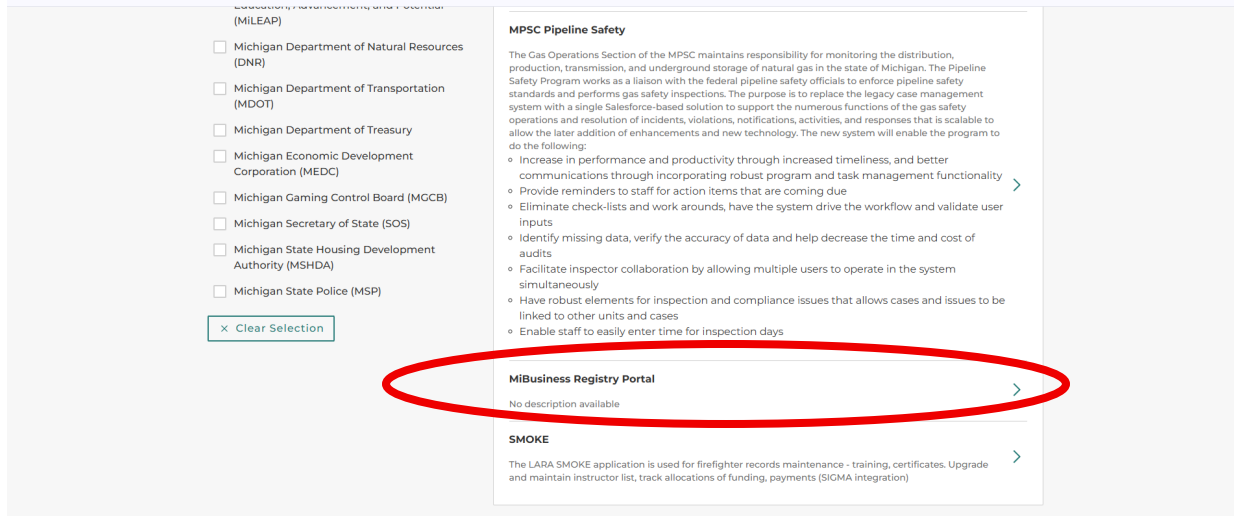 Education, Advancement, and Potential
(MiLEAP)
Michigan Department of Natural Resources
(DNR)
Michigan Department of Transportation
(MDOT)
Michigan Department of Treasury
Michigan Economic Development
Corporation (MEDC)
Michigan Gaming Control Board (MGCB)
Michigan Secretary of State (SOS)
Michigan State Housing Development
Authority (MSHDA)
Michigan State Police (MSP)
× Clear Selection
MPSC Pipeline Safety
The Gas Operations Section of the MPSC maintains responsibility for monitoring the distribution,
production, transmission, and underground storage of natural gas in the state of Michigan. The Pipeline
Safety Program works as a liaison with the federal pipeline safety officials to enforce pipeline safety
standards and performs gas safety inspections. The purpose is to replace the legacy case management
system with a single Salesforce-based solution to support the numerous functions of the gas safety
operations and resolution of incidents, violations, notifications, activities, and responses that is scalable to
allow the later addition of enhancements and new technology. The new system will enable the program to
do the following:
Increase in performance and productivity through increased timeliness, and better
communications through incorporating robust program and task management functionality
Provide reminders to staff for action items that are coming due
Eliminate check-lists and work arounds, have the system drive the workflow and validate user
inputs
Identify missing data, verify the accuracy of data and help decrease the time and cost of
audits
Facilitate inspector collaboration by allowing multiple users to operate in the system
simultaneously
Have robust elements for inspection and compliance issues that allows cases and issues to be
linked to other units and cases
Enable staff to easily enter time for inspection days
MiBusiness Registry Portal
No description available
SMOKE
The LARA SMOKE application is used for firefighter records maintenance - training, certificates. Upgrade
and maintain instructor list, track allocations of funding, payments (SIGMA integration)